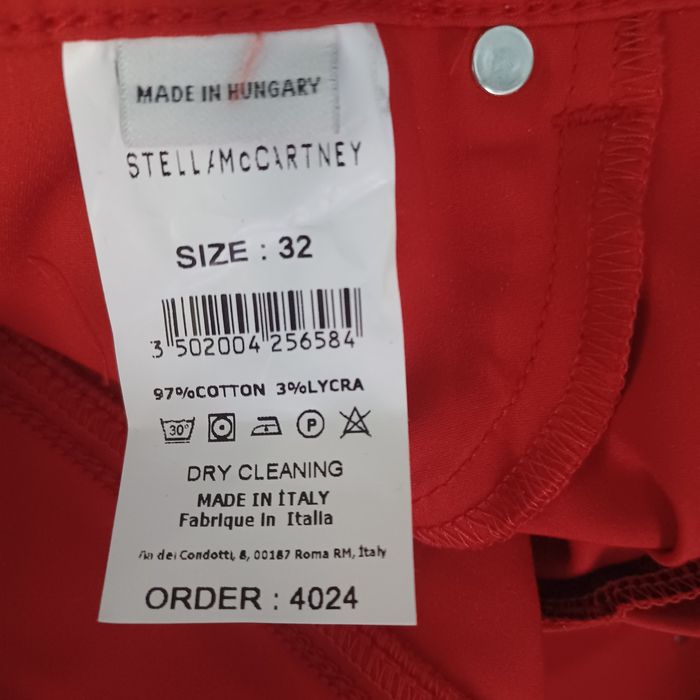 MADE IN HUNGARY
STELLAMcCARTNEY
SIZE : 32
3 502004 256584
97%COTTON 3%LYCRA
30°
P
DRY CLEANING
MADE IN İTALY
Fabrique In Italia
dei Condotti, 8, 00187 Roma RM, İtaly
ORDER : 4024